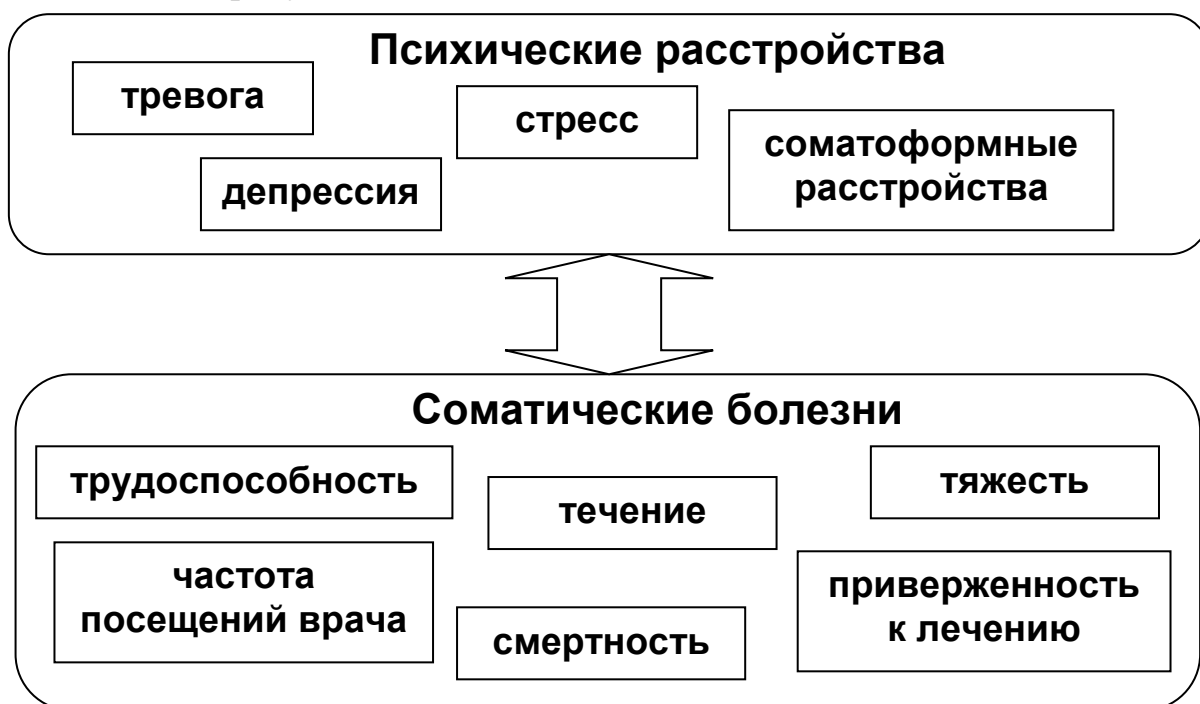 Психические расстройства
тревога
стресс
соматоформные
расстройства
депрессия
Соматические болезни
трудоспособность
течение
тяжесть
частота
посещений врача
смертность
приверженность
к лечению